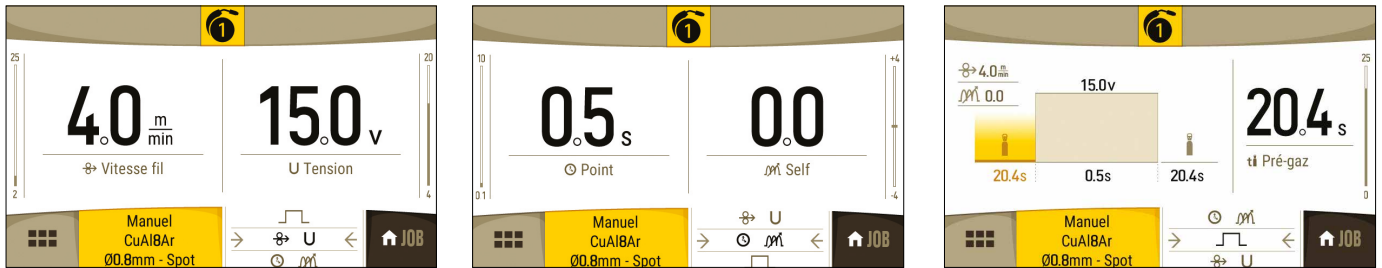 1
25
20
4.0 m/min
15.0 v
Vitesse fil
U Tension
2
4
Manuel
CuAl8Ar
Ø0.8mm - Spot
U
JOB
1
10
+4
0.5 s
0.0
Point
Self
0.1
-4
Manuel
CuAl8Ar
Ø0.8mm - Spot
U
JOB
1
25
4.0 m/min
0.0
15.0v
20.4 s
Pré-gaz
20.4s
0.5s
20.4s
0
Manuel
CuAl8Ar
Ø0.8mm - Spot
U
JOB